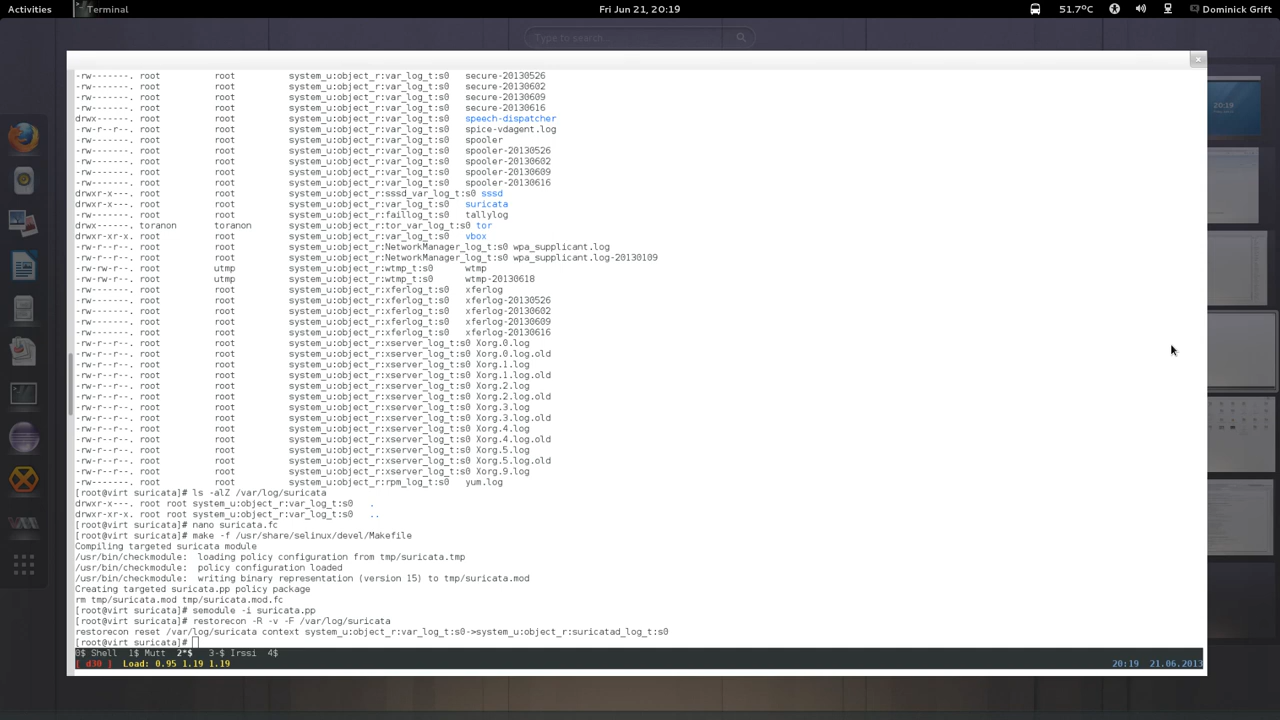 Activities Terminal Fri Jun 21, 20:19 51.7°C Dominick Grift
Type to search...
-rw-------. root root system_u:object_r:var_log_t:s0 secure-20130526
-rw-------. root root system_u:object_r:var_log_t:s0 secure-20130602
-rw-------. root root system_u:object_r:var_log_t:s0 secure-20130609
-rw-------. root root system_u:object_r:var_log_t:s0 secure-20130616
drwx------. root root system_u:object_r:var_log_t:s0 speech-dispatcher
-rw-r--r--. root root system_u:object_r:var_log_t:s0 spice-vdagent.log
-rw-------. root root system_u:object_r:var_log_t:s0 spooler
-rw-------. root root system_u:object_r:var_log_t:s0 spooler-20130526
-rw-------. root root system_u:object_r:var_log_t:s0 spooler-20130602
-rw-------. root root system_u:object_r:var_log_t:s0 spooler-20130609
-rw-------. root root system_u:object_r:var_log_t:s0 spooler-20130616
drwxr-x---. root root system_u:object_r:sssd_var_log_t:s0 sssd
drwxr-x---. root root system_u:object_r:var_log_t:s0 suricata
-rw-------. root root system_u:object_r:faillog_t:s0 tallylog
drwx------. toranon toranon system_u:object_r:tor_var_log_t:s0 tor
drwxr-xr-x. root root system_u:object_r:var_log_t:s0 vbox
-rw-r--r--. root root system_u:object_r:NetworkManager_log_t:s0 wpa_supplicant.log
-rw-r--r--. root root system_u:object_r:NetworkManager_log_t:s0 wpa_supplicant.log-20130109
-rw-rw-r--. root utmp system_u:object_r:wtmp_t:s0 wtmp
-rw-rw-r--. root utmp system_u:object_r:wtmp_t:s0 wtmp-20130618
-rw-------. root root system_u:object_r:xferlog_t:s0 xferlog
-rw-------. root root system_u:object_r:xferlog_t:s0 xferlog-20130526
-rw-------. root root system_u:object_r:xferlog_t:s0 xferlog-20130602
-rw-------. root root system_u:object_r:xferlog_t:s0 xferlog-20130609
-rw-------. root root system_u:object_r:xferlog_t:s0 xferlog-20130616
-rw-r--r--. root root system_u:object_r:xserver_log_t:s0 Xorg.0.log
-rw-r--r--. root root system_u:object_r:xserver_log_t:s0 Xorg.0.log.old
-rw-r--r--. root root system_u:object_r:xserver_log_t:s0 Xorg.1.log
-rw-r--r--. root root system_u:object_r:xserver_log_t:s0 Xorg.1.log.old
-rw-r--r--. root root system_u:object_r:xserver_log_t:s0 Xorg.2.log
-rw-r--r--. root root system_u:object_r:xserver_log_t:s0 Xorg.2.log.old
-rw-r--r--. root root system_u:object_r:xserver_log_t:s0 Xorg.3.log
-rw-r--r--. root root system_u:object_r:xserver_log_t:s0 Xorg.3.log.old
-rw-r--r--. root root system_u:object_r:xserver_log_t:s0 Xorg.4.log
-rw-r--r--. root root system_u:object_r:xserver_log_t:s0 Xorg.4.log.old
-rw-r--r--. root root system_u:object_r:xserver_log_t:s0 Xorg.5.log
-rw-r--r--. root root system_u:object_r:xserver_log_t:s0 Xorg.5.log.old
-rw-r--r--. root root system_u:object_r:xserver_log_t:s0 Xorg.9.log
-rw-------. root root system_u:object_r:rpm_log_t:s0 yum.log
[root@virt suricata]# ls -alZ /var/log/suricata
drwxr-x---. root root system_u:object_r:var_log_t:s0 .
drwxr-xr-x. root root system_u:object_r:var_log_t:s0 ..
[root@virt suricata]# nano suricata.fc
[root@virt suricata]# make -f /usr/share/selinux/devel/Makefile
Compiling targeted suricata module
/usr/bin/checkmodule: loading policy configuration from tmp/suricata.tmp
/usr/bin/checkmodule: policy configuration loaded
/usr/bin/checkmodule: writing binary representation (version 15) to tmp/suricata.mod
Creating targeted suricata.pp policy package
rm tmp/suricata.mod tmp/suricata.mod.fc
[root@virt suricata]# semodule -i suricata.pp
[root@virt suricata]# restorecon -R -v -F /var/log/suricata
restorecon reset /var/log/suricata context system_u:object_r:var_log_t:s0->system_u:object_r:suricatad_log_t:s0
[root@virt suricata]#
0$ Shell 1$ Mutt 2*$ 3-$ Irssi 4$
[ d30 ] Load: 0.95 1.19 1.19 20:19 21.06.2013
20:19